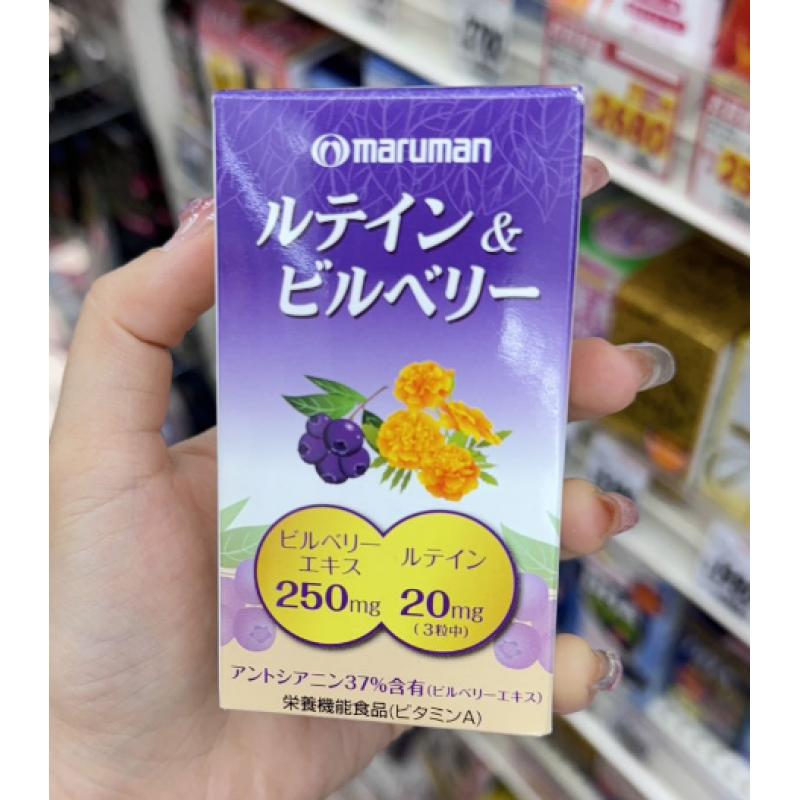 maruman
ルテイン&
ビルベリー
ビルベリー
エキス
250mg
ルテイン
20mg
(3粒中)
アントシアニン37%含有(ビルベリーエキス)
栄養機能食品(ビタミンA)
2680